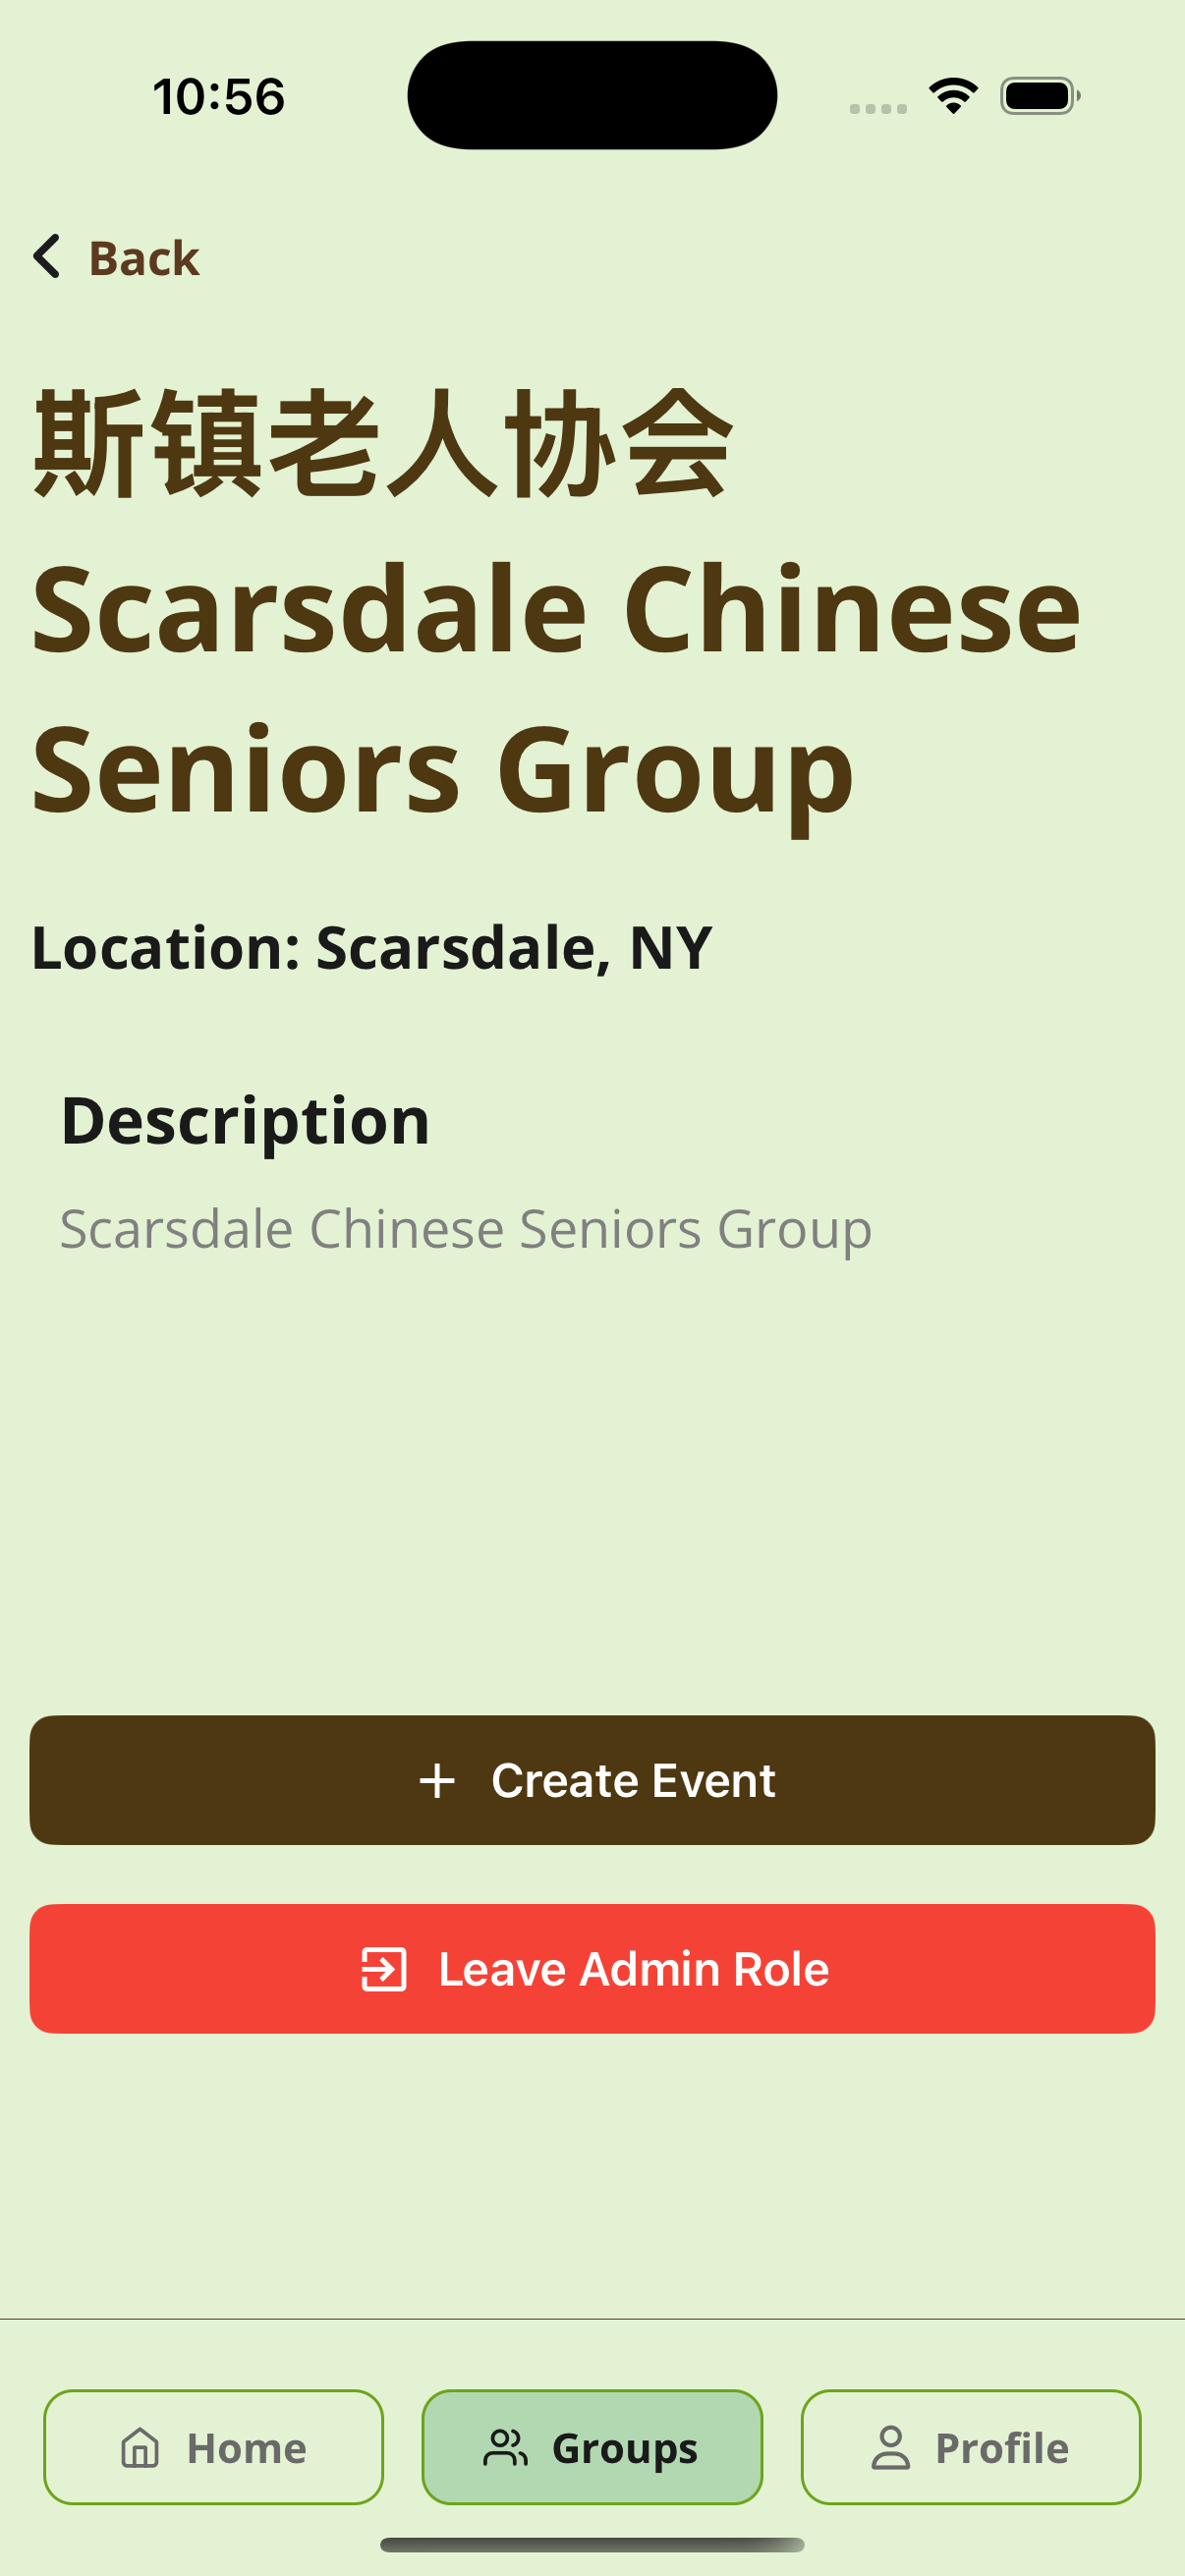 10:56
Back
斯镇老人协会
Scarsdale Chinese
Seniors Group
Location: Scarsdale, NY
Description
Scarsdale Chinese Seniors Group
Create Event
Leave Admin Role
Home
Groups
Profile